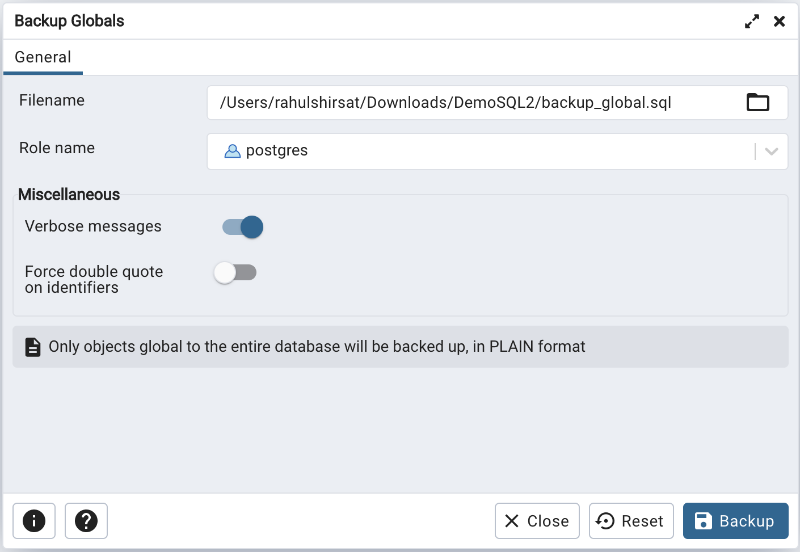 Backup Globals
General
Filename
/Users/rahulshirsat/Downloads/DemoSQL2/backup_global.sql
Role name
postgres
Miscellaneous
Verbose messages
Force double quote
on identifiers
Only objects global to the entire database will be backed up, in PLAIN format
Close
Reset
Backup